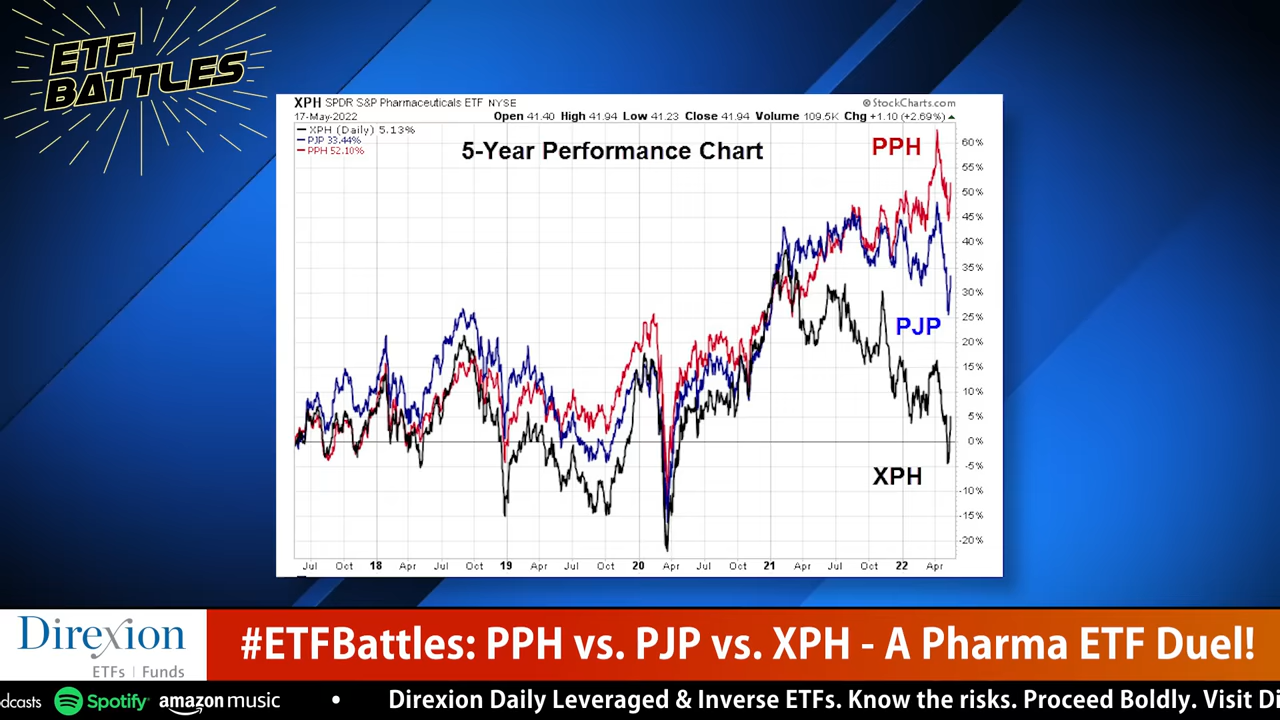 ETF
BATTLES
XPH SPDR S&P Pharmaceuticals ETF NYSE
© StockCharts.com
17-May-2022
Open 41.40 High 41.94 Low 41.23 Close 41.94 Volume 109.5K Chg +1.10 (+2.69%)
XPH (Daily) 5.13%
PJP 33.44%
PPH 52.10%
5-Year Performance Chart
PPH
PJP
XPH
60%
55%
50%
45%
40%
35%
30%
25%
20%
15%
10%
5%
0%
-5%
-10%
-15%
-20%
Jul Oct 18 Apr Jul Oct 19 Apr Jul Oct 20 Apr Jul Oct 21 Apr Jul Oct 22 Apr
Direxion
ETFs | Funds
#ETFBattles: PPH vs. PJP vs. XPH - A Pharma ETF Duel!
odcasts Spotify amazon music • Direxion Daily Leveraged & Inverse ETFs. Know the risks. Proceed Boldly. Visit Di